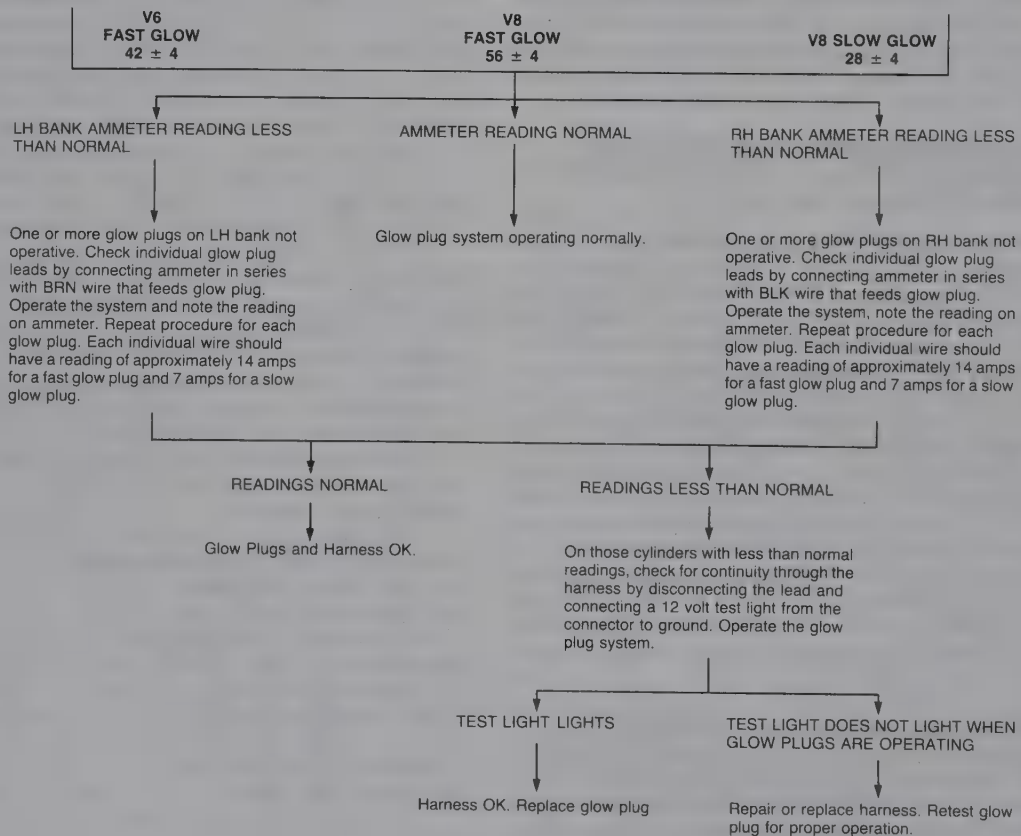 V6
FAST GLOW
42 ± 4
V8
FAST GLOW
56 ± 4
V8 SLOW GLOW
28 ± 4
LH BANK AMMETER READING LESS
THAN NORMAL
AMMETER READING NORMAL
RH BANK AMMETER READING LESS
THAN NORMAL
One or more glow plugs on LH bank not
operative. Check individual glow plug
leads by connecting ammeter in series
with BRN wire that feeds glow plug.
Operate the system and note the reading
on ammeter. Repeat procedure for each
glow plug. Each individual wire should
have a reading of approximately 14 amps
for a fast glow plug and 7 amps for a slow
glow plug.
Glow plug system operating normally.
One or more glow plugs on RH bank not
operative. Check individual glow plug
leads by connecting ammeter in series
with BLK wire that feeds glow plug.
Operate the system, note the reading on
ammeter. Repeat procedure for each
glow plug. Each individual wire should
have a reading of approximately 14 amps
for a fast glow plug and 7 amps for a slow
glow plug.
READINGS NORMAL
READINGS LESS THAN NORMAL
Glow Plugs and Harness OK.
On those cylinders with less than normal
readings, check for continuity through the
harness by disconnecting the lead and
connecting a 12 volt test light from the
connector to ground. Operate the glow
plug system.
TEST LIGHT LIGHTS
TEST LIGHT DOES NOT LIGHT WHEN
GLOW PLUGS ARE OPERATING
Harness OK. Replace glow plug
Repair or replace harness. Retest glow
plug for proper operation.